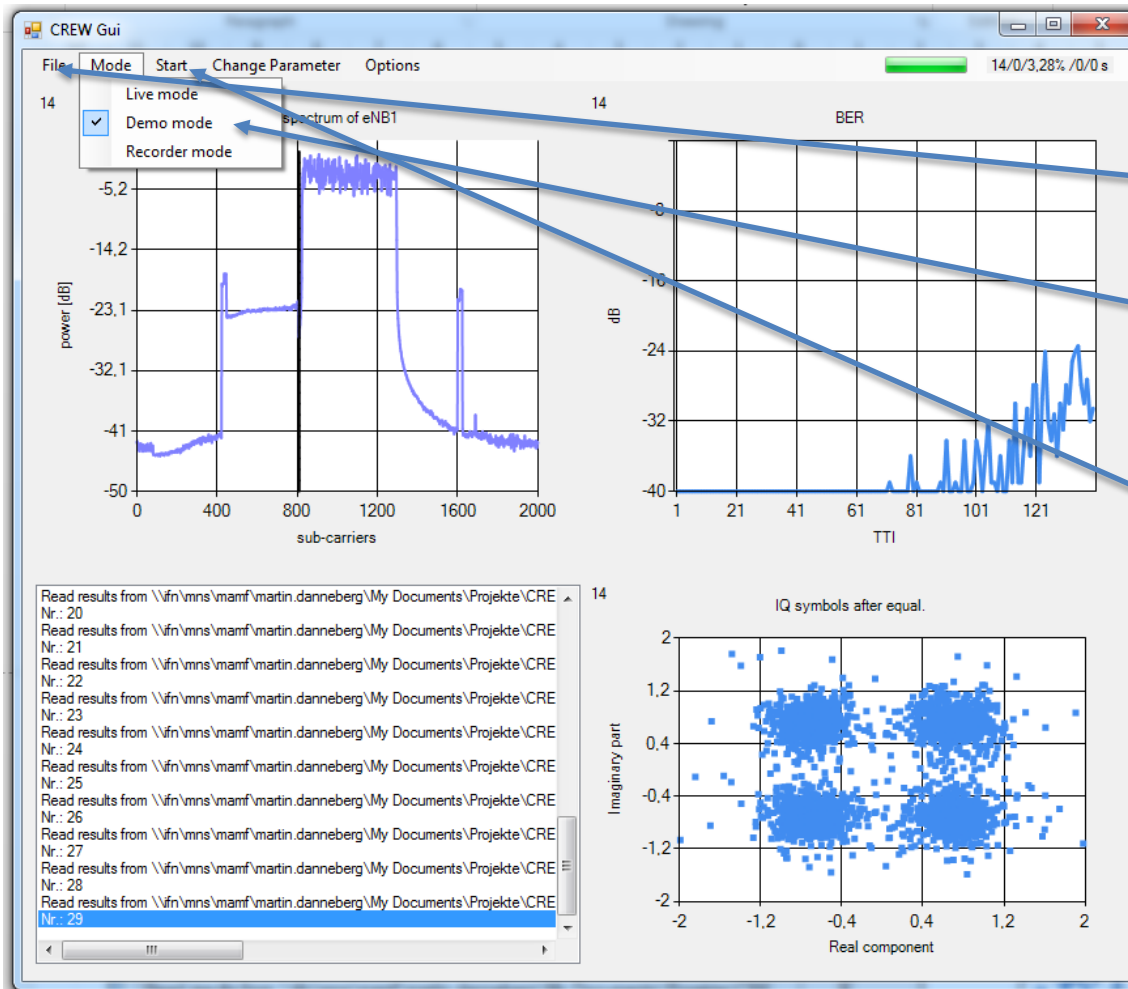 CREW Gui
File Mode Start Change Parameter Options 14/0/3,28% /0/0 s
Live mode
Demo mode
Recorder mode
14
spectrum of eNB1
-5,2
-14,2
-23,1
-32,1
-41
-50
power [dB]
0 400 800 1200 1600 2000
sub-carriers
14
BER
-8
-16
-24
-32
-40
dB
1 21 41 61 81 101 121
TTI
Read results from \\ifn\mns\mamf\martin.danneberg\My Documents\Projekte\CRE
Nr.: 20
Read results from \\ifn\mns\mamf\martin.danneberg\My Documents\Projekte\CRE
Nr.: 21
Read results from \\ifn\mns\mamf\martin.danneberg\My Documents\Projekte\CRE
Nr.: 22
Read results from \\ifn\mns\mamf\martin.danneberg\My Documents\Projekte\CRE
Nr.: 23
Read results from \\ifn\mns\mamf\martin.danneberg\My Documents\Projekte\CRE
Nr.: 24
Read results from \\ifn\mns\mamf\martin.danneberg\My Documents\Projekte\CRE
Nr.: 25
Read results from \\ifn\mns\mamf\martin.danneberg\My Documents\Projekte\CRE
Nr.: 26
Read results from \\ifn\mns\mamf\martin.danneberg\My Documents\Projekte\CRE
Nr.: 27
Read results from \\ifn\mns\mamf\martin.danneberg\My Documents\Projekte\CRE
Nr.: 28
Read results from \\ifn\mns\mamf\martin.danneberg\My Documents\Projekte\CRE
Nr.: 29
14
IQ symbols after equal.
2
1,2
0,4
-0,4
-1,2
-2
Imaginary part
-2 -1,2 -0,4 0,4 1,2 2
Real component